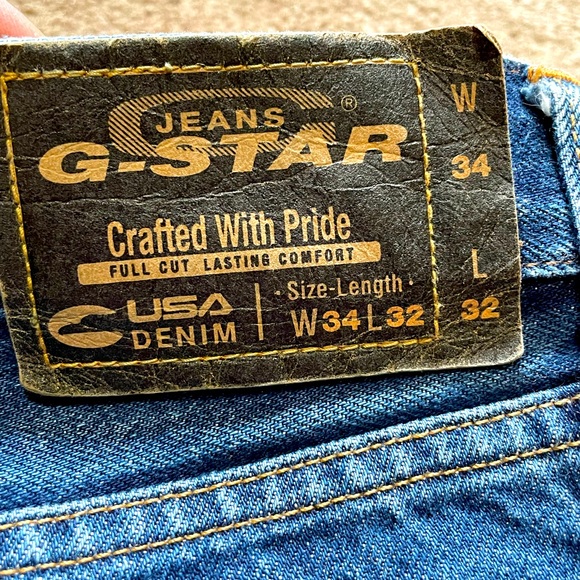 JEANS ®
G-STAR
Crafted With Pride
FULL CUT LASTING COMFORT
USA
DENIM
· Size-Length ·
W34 L32
W
34
L
32